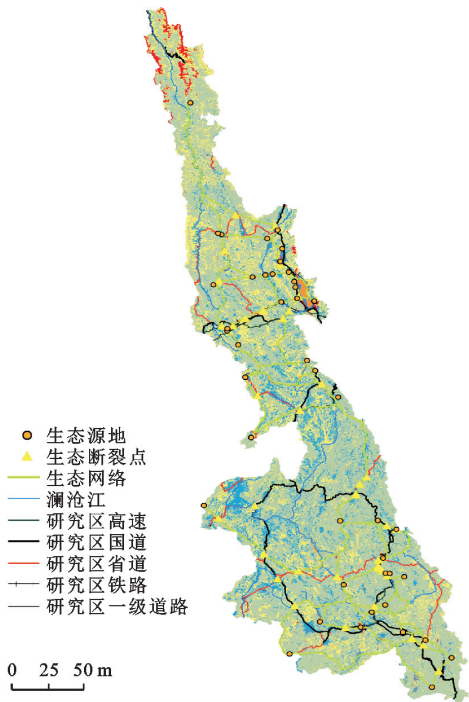 生态源地
生态断裂点
生态网络
澜沧江
研究区高速
研究区国道
研究区省道
研究区铁路
研究区一级道路
0 25 50 m